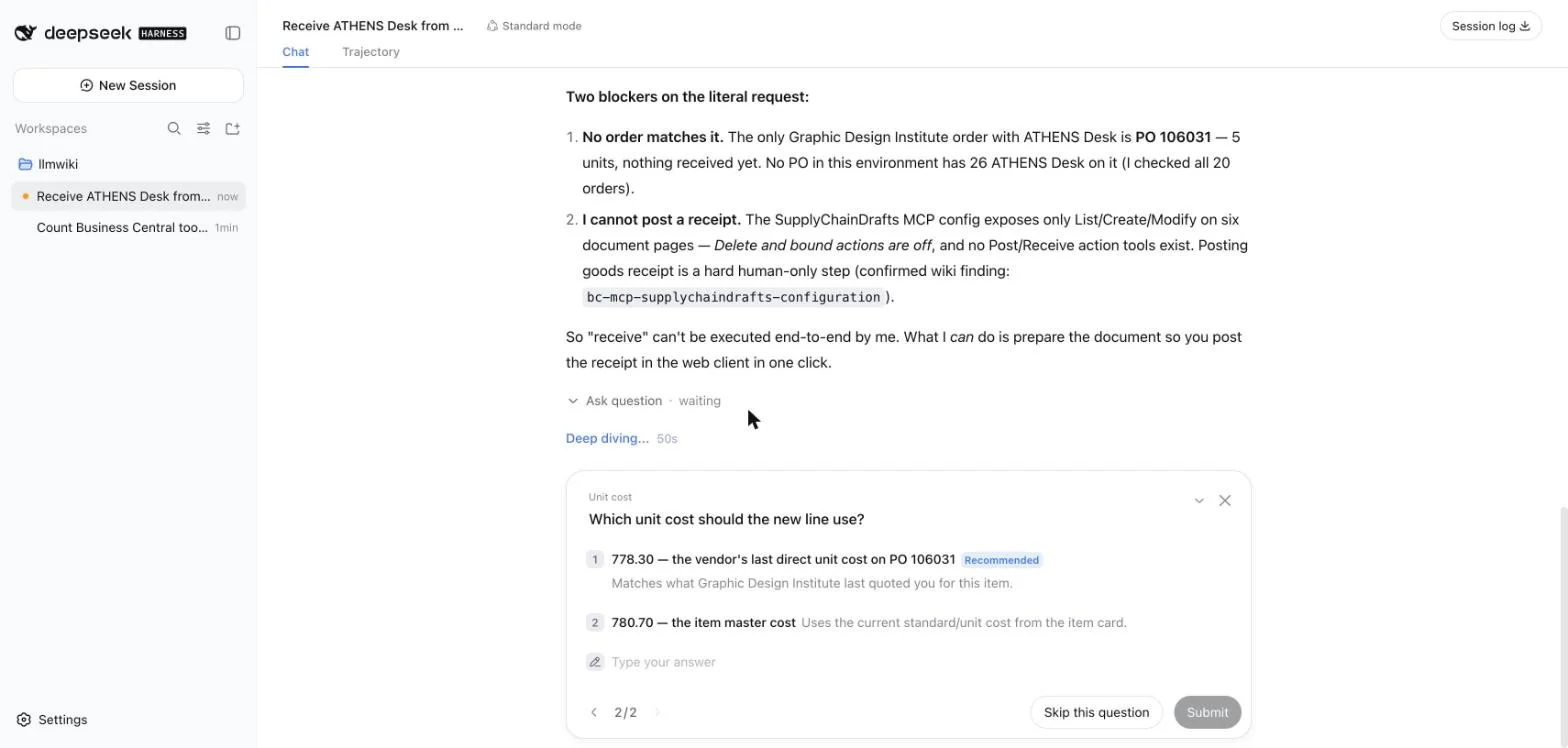 deepseek HARNESS
New Session
Workspaces
llmwiki
Receive ATHENS Desk from... now
Count Business Central too... 1min
Settings
Receive ATHENS Desk from ... Standard mode
Session log
Chat Trajectory
Two blockers on the literal request:
1. No order matches it. The only Graphic Design Institute order with ATHENS Desk is PO 106031 — 5
units, nothing received yet. No PO in this environment has 26 ATHENS Desk on it (I checked all 20
orders).
2. I cannot post a receipt. The SupplyChainDrafts MCP config exposes only List/Create/Modify on six
document pages — Delete and bound actions are off, and no Post/Receive action tools exist. Posting
goods receipt is a hard human-only step (confirmed wiki finding:
bc-mcp-supplychaindrafts-configuration ).
So "receive" can't be executed end-to-end by me. What I can do is prepare the document so you post
the receipt in the web client in one click.
Ask question · waiting
Deep diving... 50s
Unit cost
Which unit cost should the new line use?
1 778.30 — the vendor's last direct unit cost on PO 106031 Recommended
Matches what Graphic Design Institute last quoted you for this item.
2 780.70 — the item master cost Uses the current standard/unit cost from the item card.
Type your answer
2/2
Skip this question
Submit